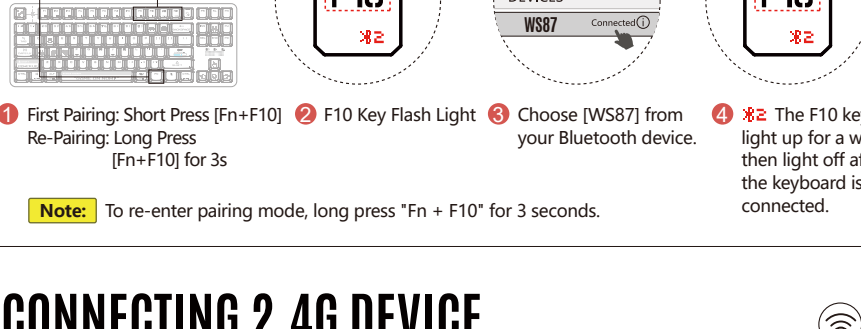 DEVICES
WS87 Connected
1 First Pairing: Short Press [Fn+F10]
Re-Pairing: Long Press
[Fn+F10] for 3s
2 F10 Key Flash Light
3 Choose [WS87] from
your Bluetooth device.
4 2 The F10 key
light up for a w
then light off af
the keyboard is
connected.
Note: To re-enter pairing mode, long press "Fn + F10" for 3 seconds.
CONNECTING 2.4G DEVICE